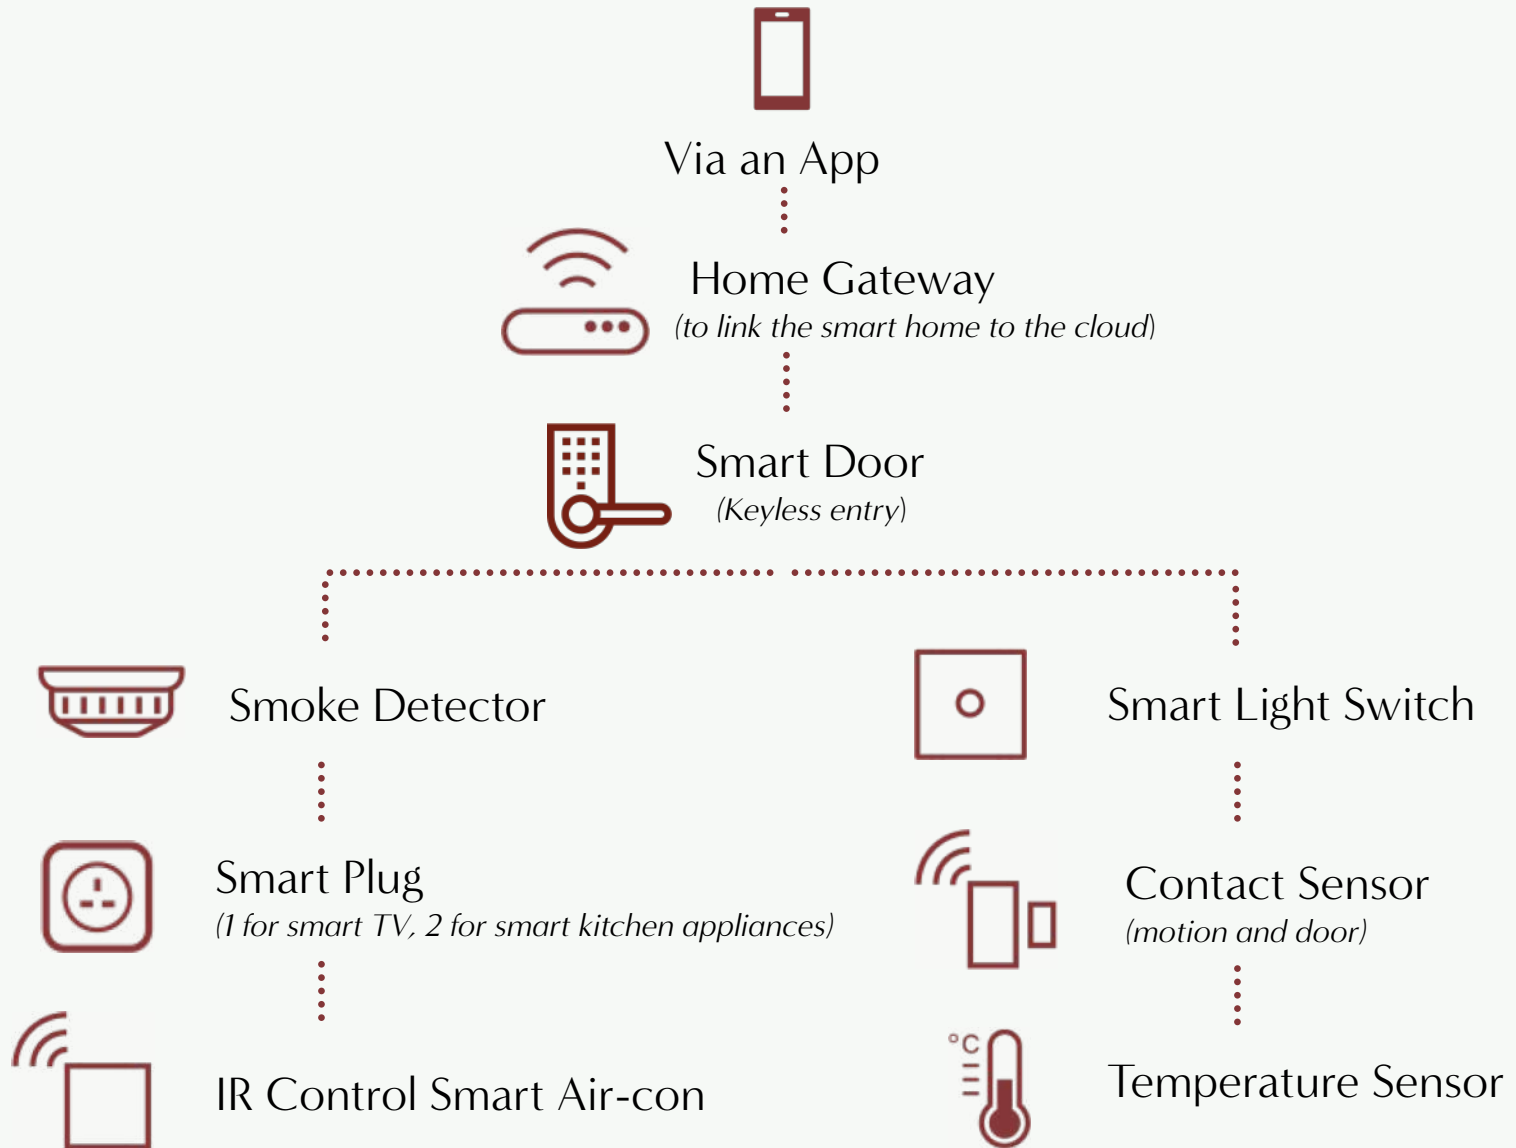 Via an App
Home Gateway
(to link the smart home to the cloud)
Smart Door
(Keyless entry)
Smoke Detector
Smart Light Switch
Smart Plug
(1 for smart TV, 2 for smart kitchen appliances)
Contact Sensor
(motion and door)
°C
IR Control Smart Air-con
Temperature Sensor